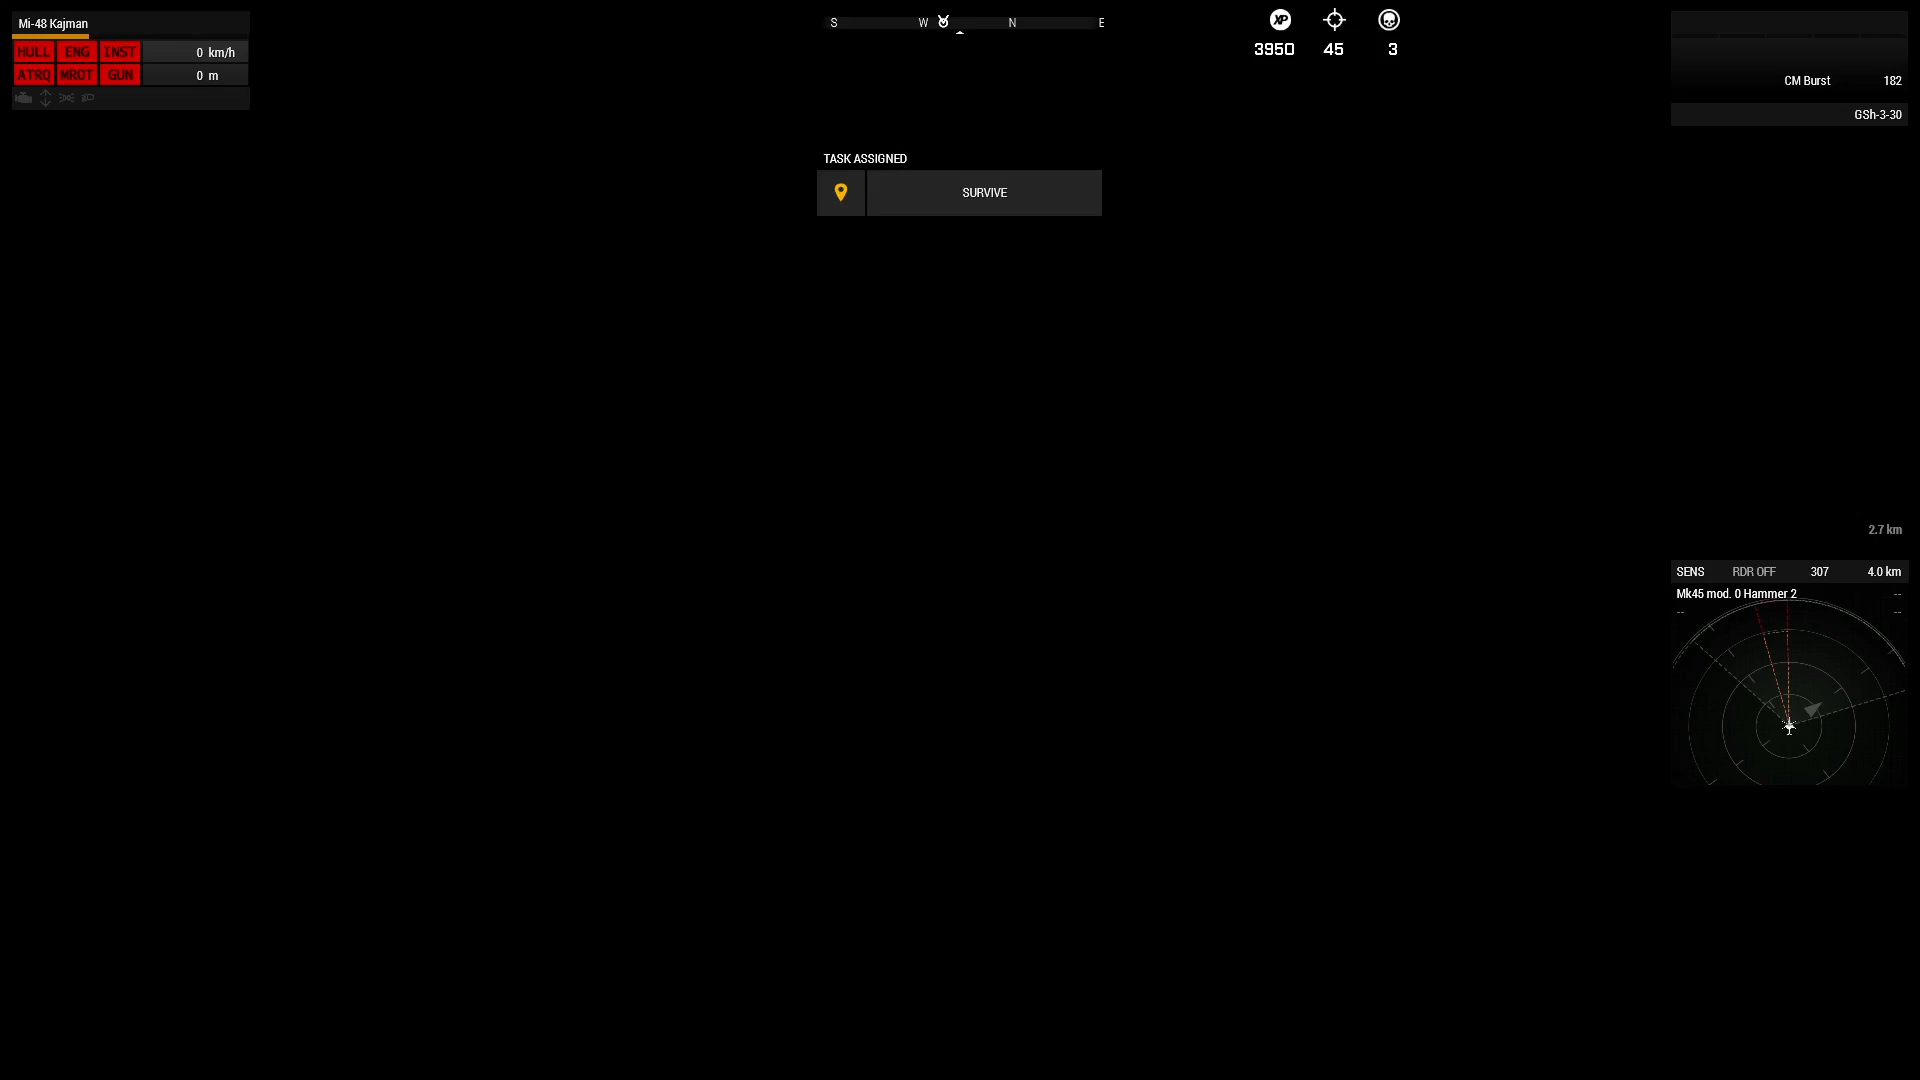 Mi-48 Kajman
HULL ENG INST 0 km/h
ATRQ MROT GUN 0 m
S W N E
XP
3950 45 3
CM Burst 182
GSh-3-30
TASK ASSIGNED
SURVIVE
2.7 km
SENS RDR OFF 307 4.0 km
Mk45 mod. 0 Hammer 2 --
-- --